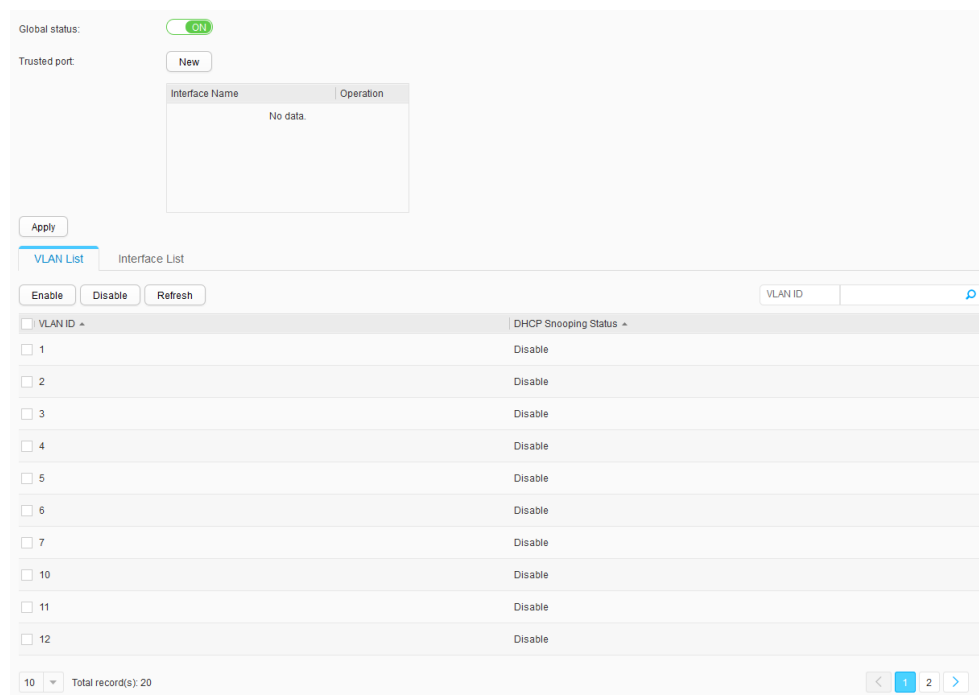 Global status:
ON
Trusted port:
New
Interface Name Operation
No data.
Apply
VLAN List Interface List
Enable Disable Refresh VLAN ID
VLAN ID DHCP Snooping Status
1 Disable
2 Disable
3 Disable
4 Disable
5 Disable
6 Disable
7 Disable
10 Disable
11 Disable
12 Disable
10 Total record(s): 20 < 1 2 >